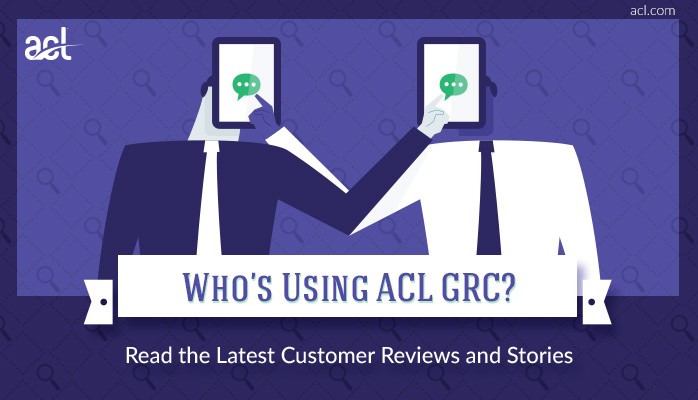 acl.com
acl
Who's Using ACL GRC?
Read the Latest Customer Reviews and Stories